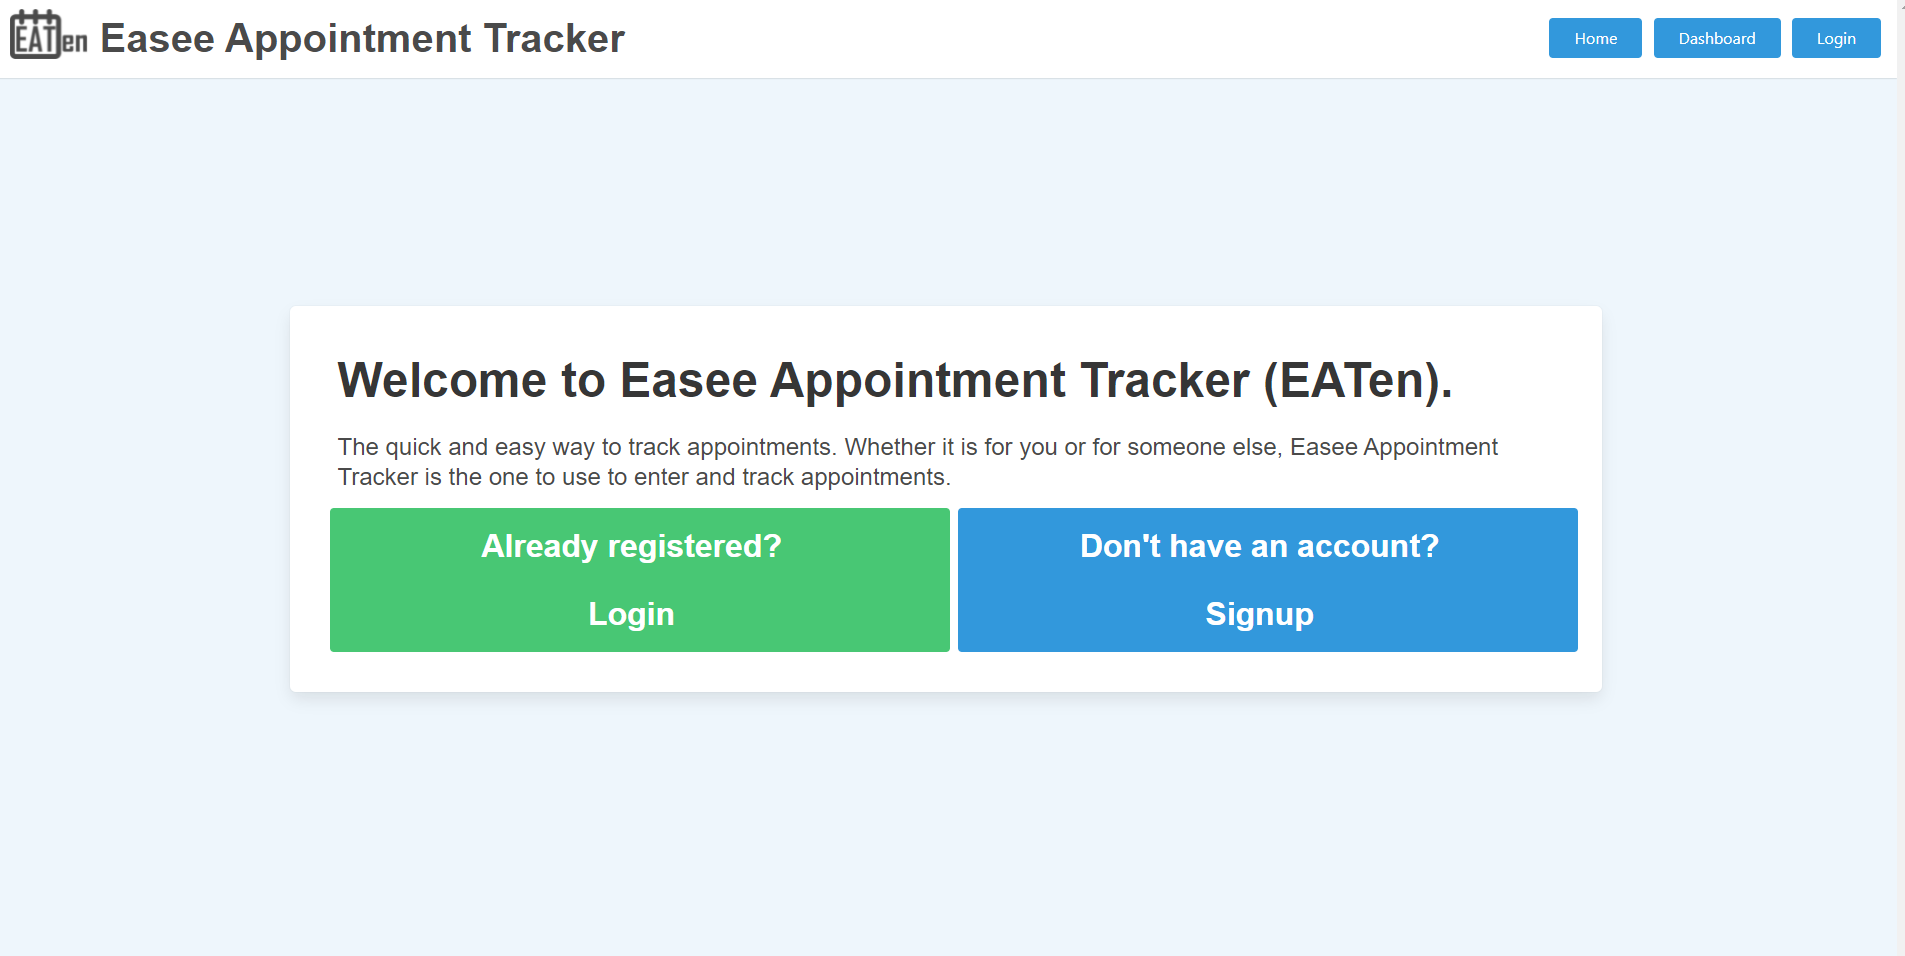 EATen Easee Appointment Tracker
Home Dashboard Login
Welcome to Easee Appointment Tracker (EATen).
The quick and easy way to track appointments. Whether it is for you or for someone else, Easee Appointment
Tracker is the one to use to enter and track appointments.
Already registered?
Login
Don't have an account?
Signup